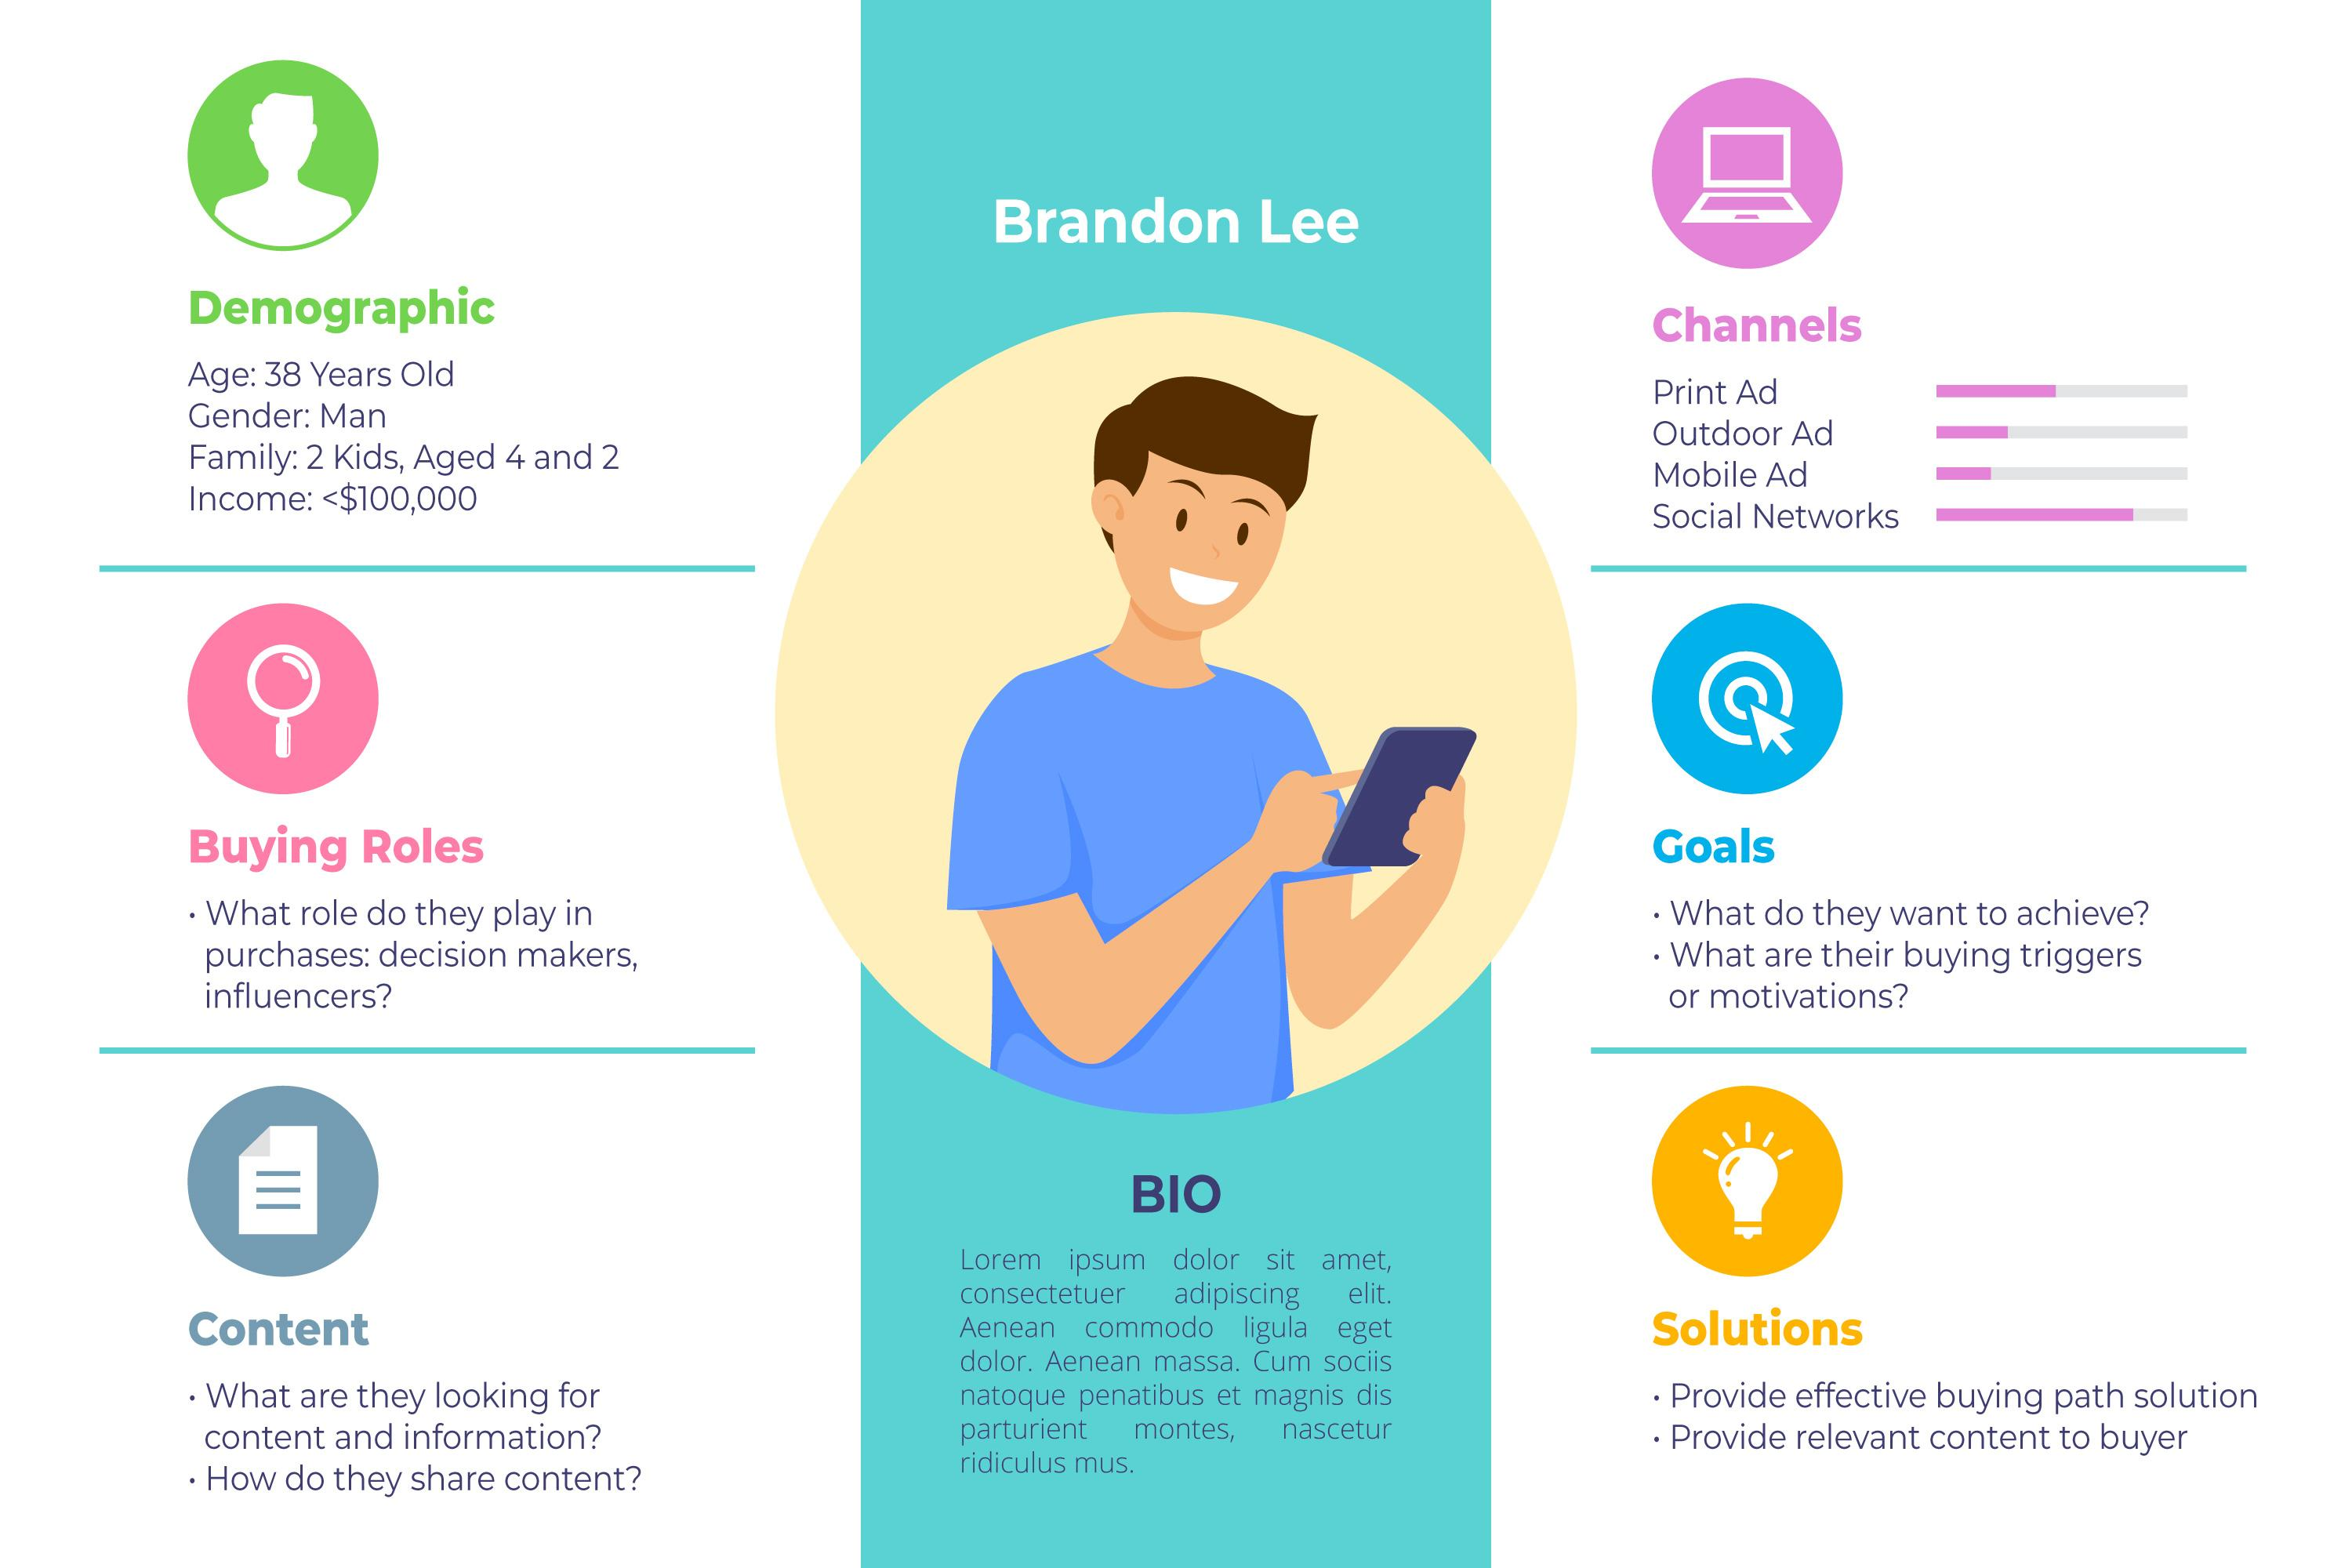 Demographic
Age: 38 Years Old
Gender: Man
Family: 2 Kids, Aged 4 and 2
Income: <$100,000
Buying Roles
• What role do they play in
purchases: decision makers,
influencers?
Content
• What are they looking for
content and information?
• How do they share content?
Brandon Lee
BIO
Lorem ipsum dolor sit amet,
consectetuer adipiscing elit.
Aenean commodo ligula eget
dolor. Aenean massa. Cum sociis
natoque penatibus et magnis dis
parturient montes, nascetur
ridiculus mus.
Channels
Print Ad
Outdoor Ad
Mobile Ad
Social Networks
Goals
• What do they want to achieve?
• What are their buying triggers
or motivations?
Solutions
• Provide effective buying path solution
• Provide relevant content to buyer